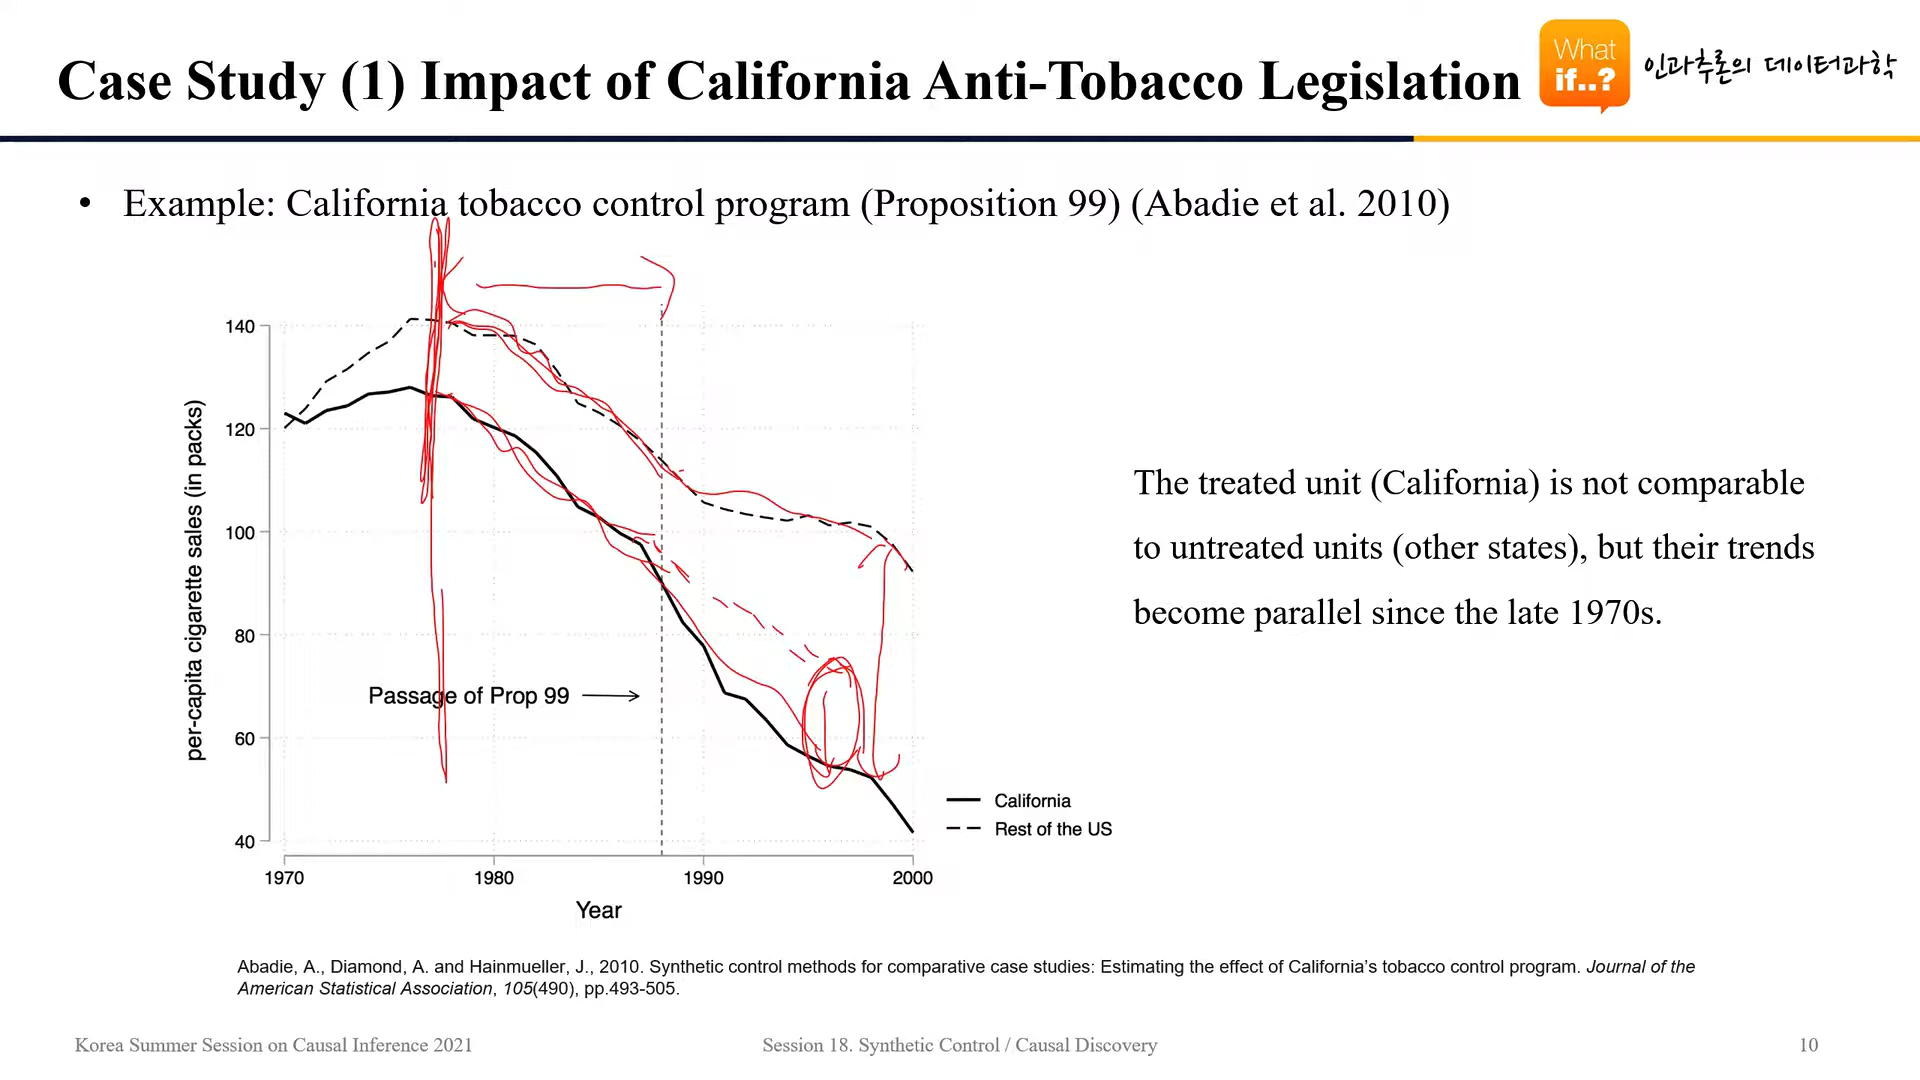 Case Study (1) Impact of California Anti-Tobacco Legislation
What
if..?
인과추론의 데이터과학
• Example: California tobacco control program (Proposition 99) (Abadie et al. 2010)
per-capita cigarette sales (in packs)
140
120
100
80
60
40
Passage of Prop 99
California
Rest of the US
1970
1980
1990
2000
Year
The treated unit (California) is not comparable
to untreated units (other states), but their trends
become parallel since the late 1970s.
Abadie, A., Diamond, A. and Hainmueller, J., 2010. Synthetic control methods for comparative case studies: Estimating the effect of California's tobacco control program. Journal of the
American Statistical Association, 105(490), pp.493-505.
Korea Summer Session on Causal Inference 2021
Session 18. Synthetic Control / Causal Discovery
10